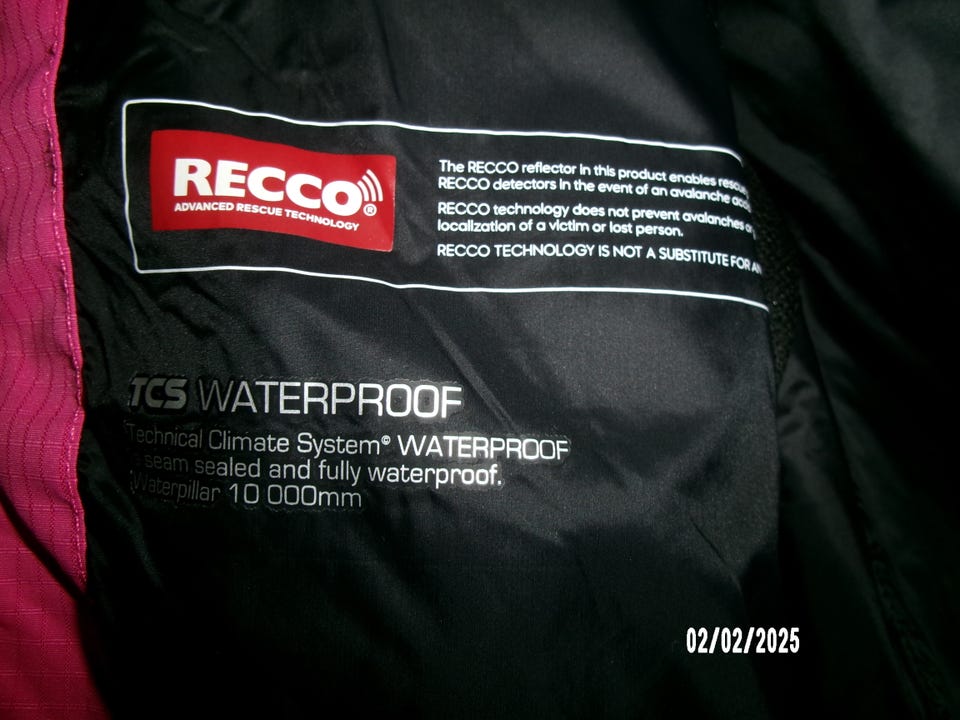 RECCO®
ADVANCED RESCUE TECHNOLOGY
The RECCO reflector in this product enables
RECCO detectors in the event of an avalanche
RECCO technology does not prevent avalanches
localization of a victim or lost person.
RECCO TECHNOLOGY IS NOT A SUBSTITUTE FOR
TCS WATERPROOF
Technical Climate System© WATERPROOF
seam sealed and fully waterproof.
Waterpillar 10 000mm
02/02/2025